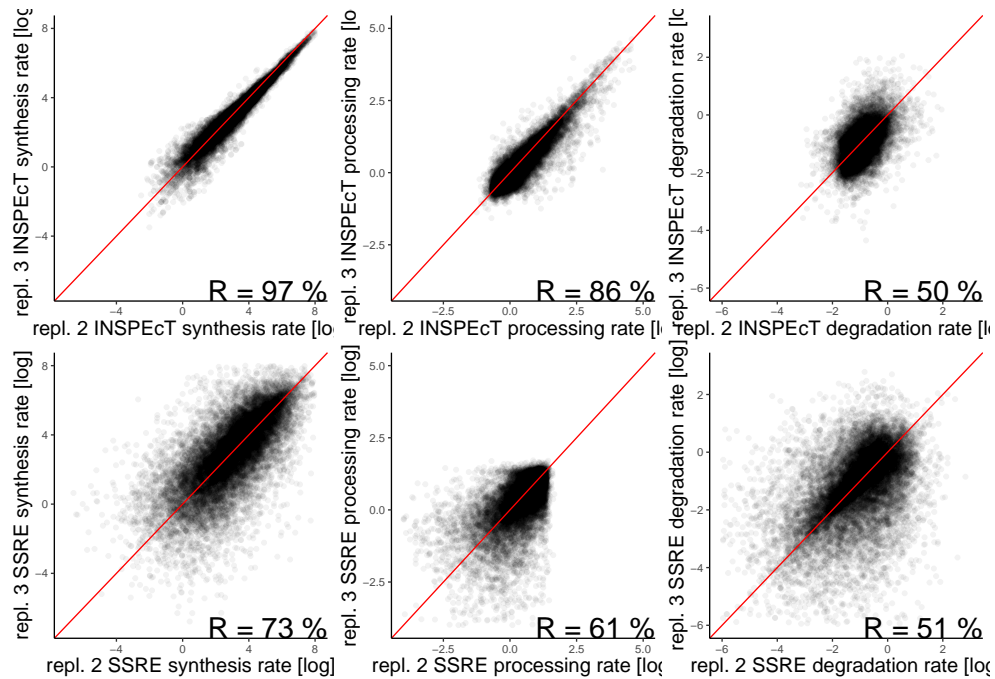 repl. 3 INSPEcT synthesis rate [log
8
4
0
−4
−4
0
4
8
R = 97 %
repl. 2 INSPEcT synthesis rate [log
repl. 3 INSPEcT processing rate [lo
5.0
2.5
0.0
−2.5
−2.5
0.0
2.5
5.0
R = 86 %
repl. 2 INSPEcT processing rate [
repl. 3 INSPEcT degradation rate [lo
2
0
−2
−4
−6
−6
−4
−2
0
2
R = 50 %
repl. 2 INSPEcT degradation rate [lo
repl. 3 SSRE synthesis rate [log]
8
4
0
−4
−4
0
4
8
R = 73 %
repl. 2 SSRE synthesis rate [log]
repl. 3 SSRE processing rate [log]
5.0
2.5
0.0
−2.5
−2.5
0.0
2.5
5.0
R = 61 %
repl. 2 SSRE processing rate [log
repl. 3 SSRE degradation rate [log]
2
0
−2
−4
−6
−6
−4
−2
0
2
R = 51 %
repl. 2 SSRE degradation rate [log